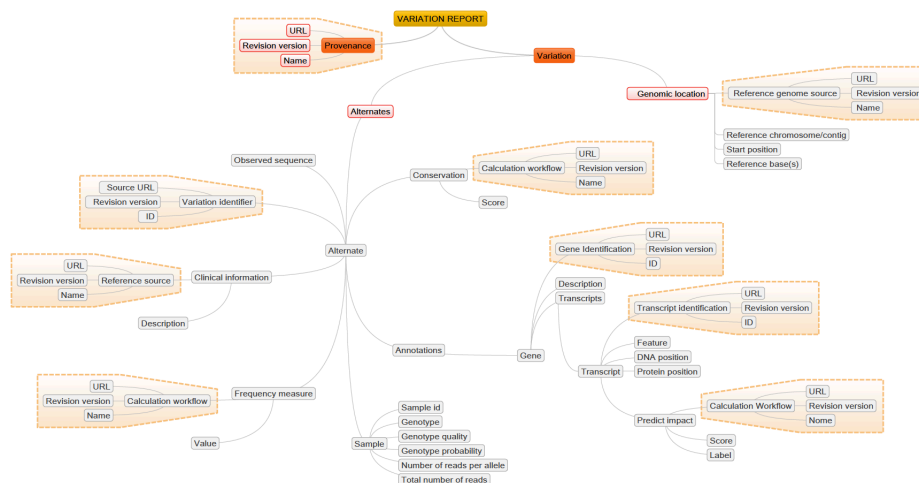 VARIATION REPORT
URL
Provenance
Revision version
Name
Variation
Genomic location
URL
Reference genome source
Revision version
Name
Alternates
Reference chromosome/contig
Start position
Reference base(s)
Observed sequence
URL
Conservation
Calculation workflow
Revision version
Name
Score
Source URL
Revision version
Variation identifier
ID
Alternate
URL
Gene Identification
Revision version
ID
URL
Clinical information
Revision version
Reference source
Name
Description
Description
Transcripts
URL
Transcript identification
Revision version
ID
Annotations
Gene
Feature
DNA position
Transcript
Protein position
URL
Frequency measure
Revision version
Calculation workflow
Name
Value
URL
Calculation Workflow
Revision version
Nome
Predict impact
Score
Label
Sample id
Genotype
Genotype quality
Sample
Genotype probability
Number of reads per allele
Total number of reads